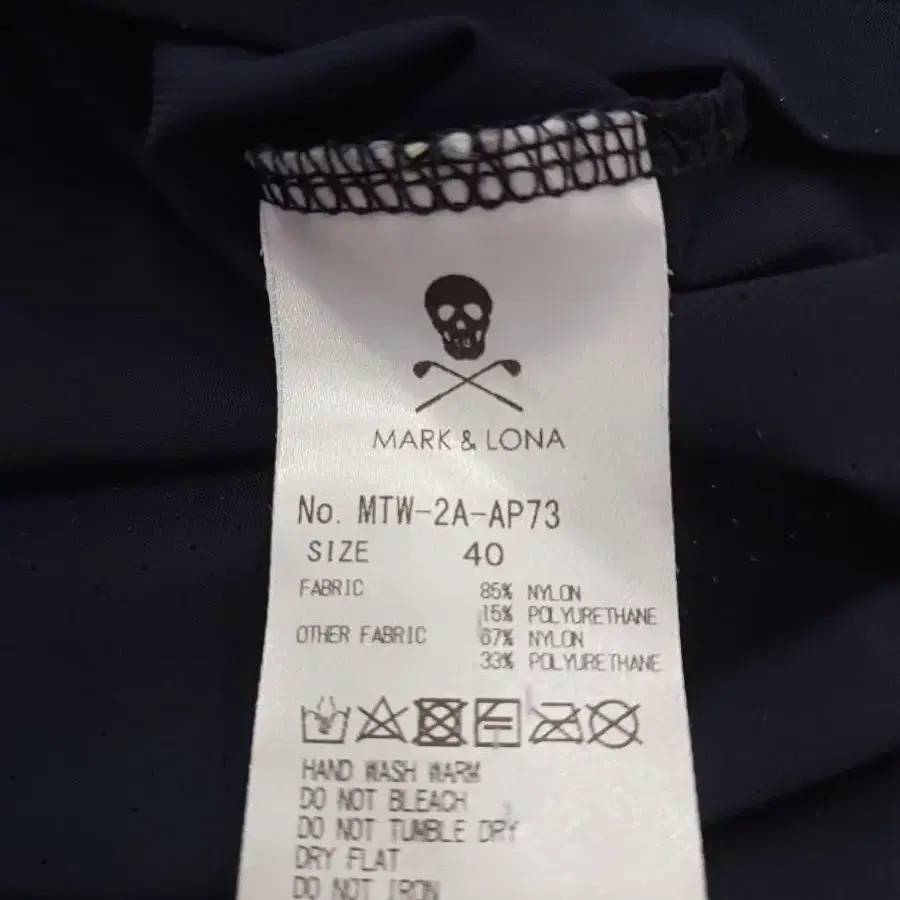 MARK & LONA
No. MTW-2A-AP73
SIZE 40
FABRIC 85% NYLON
15% POLYURETHANE
OTHER FABRIC 67% NYLON
33% POLYURETHANE
HAND WASH WARM
DO NOT BLEACH
DO NOT TUMBLE DRY
DRY FLAT
DO NOT IRON